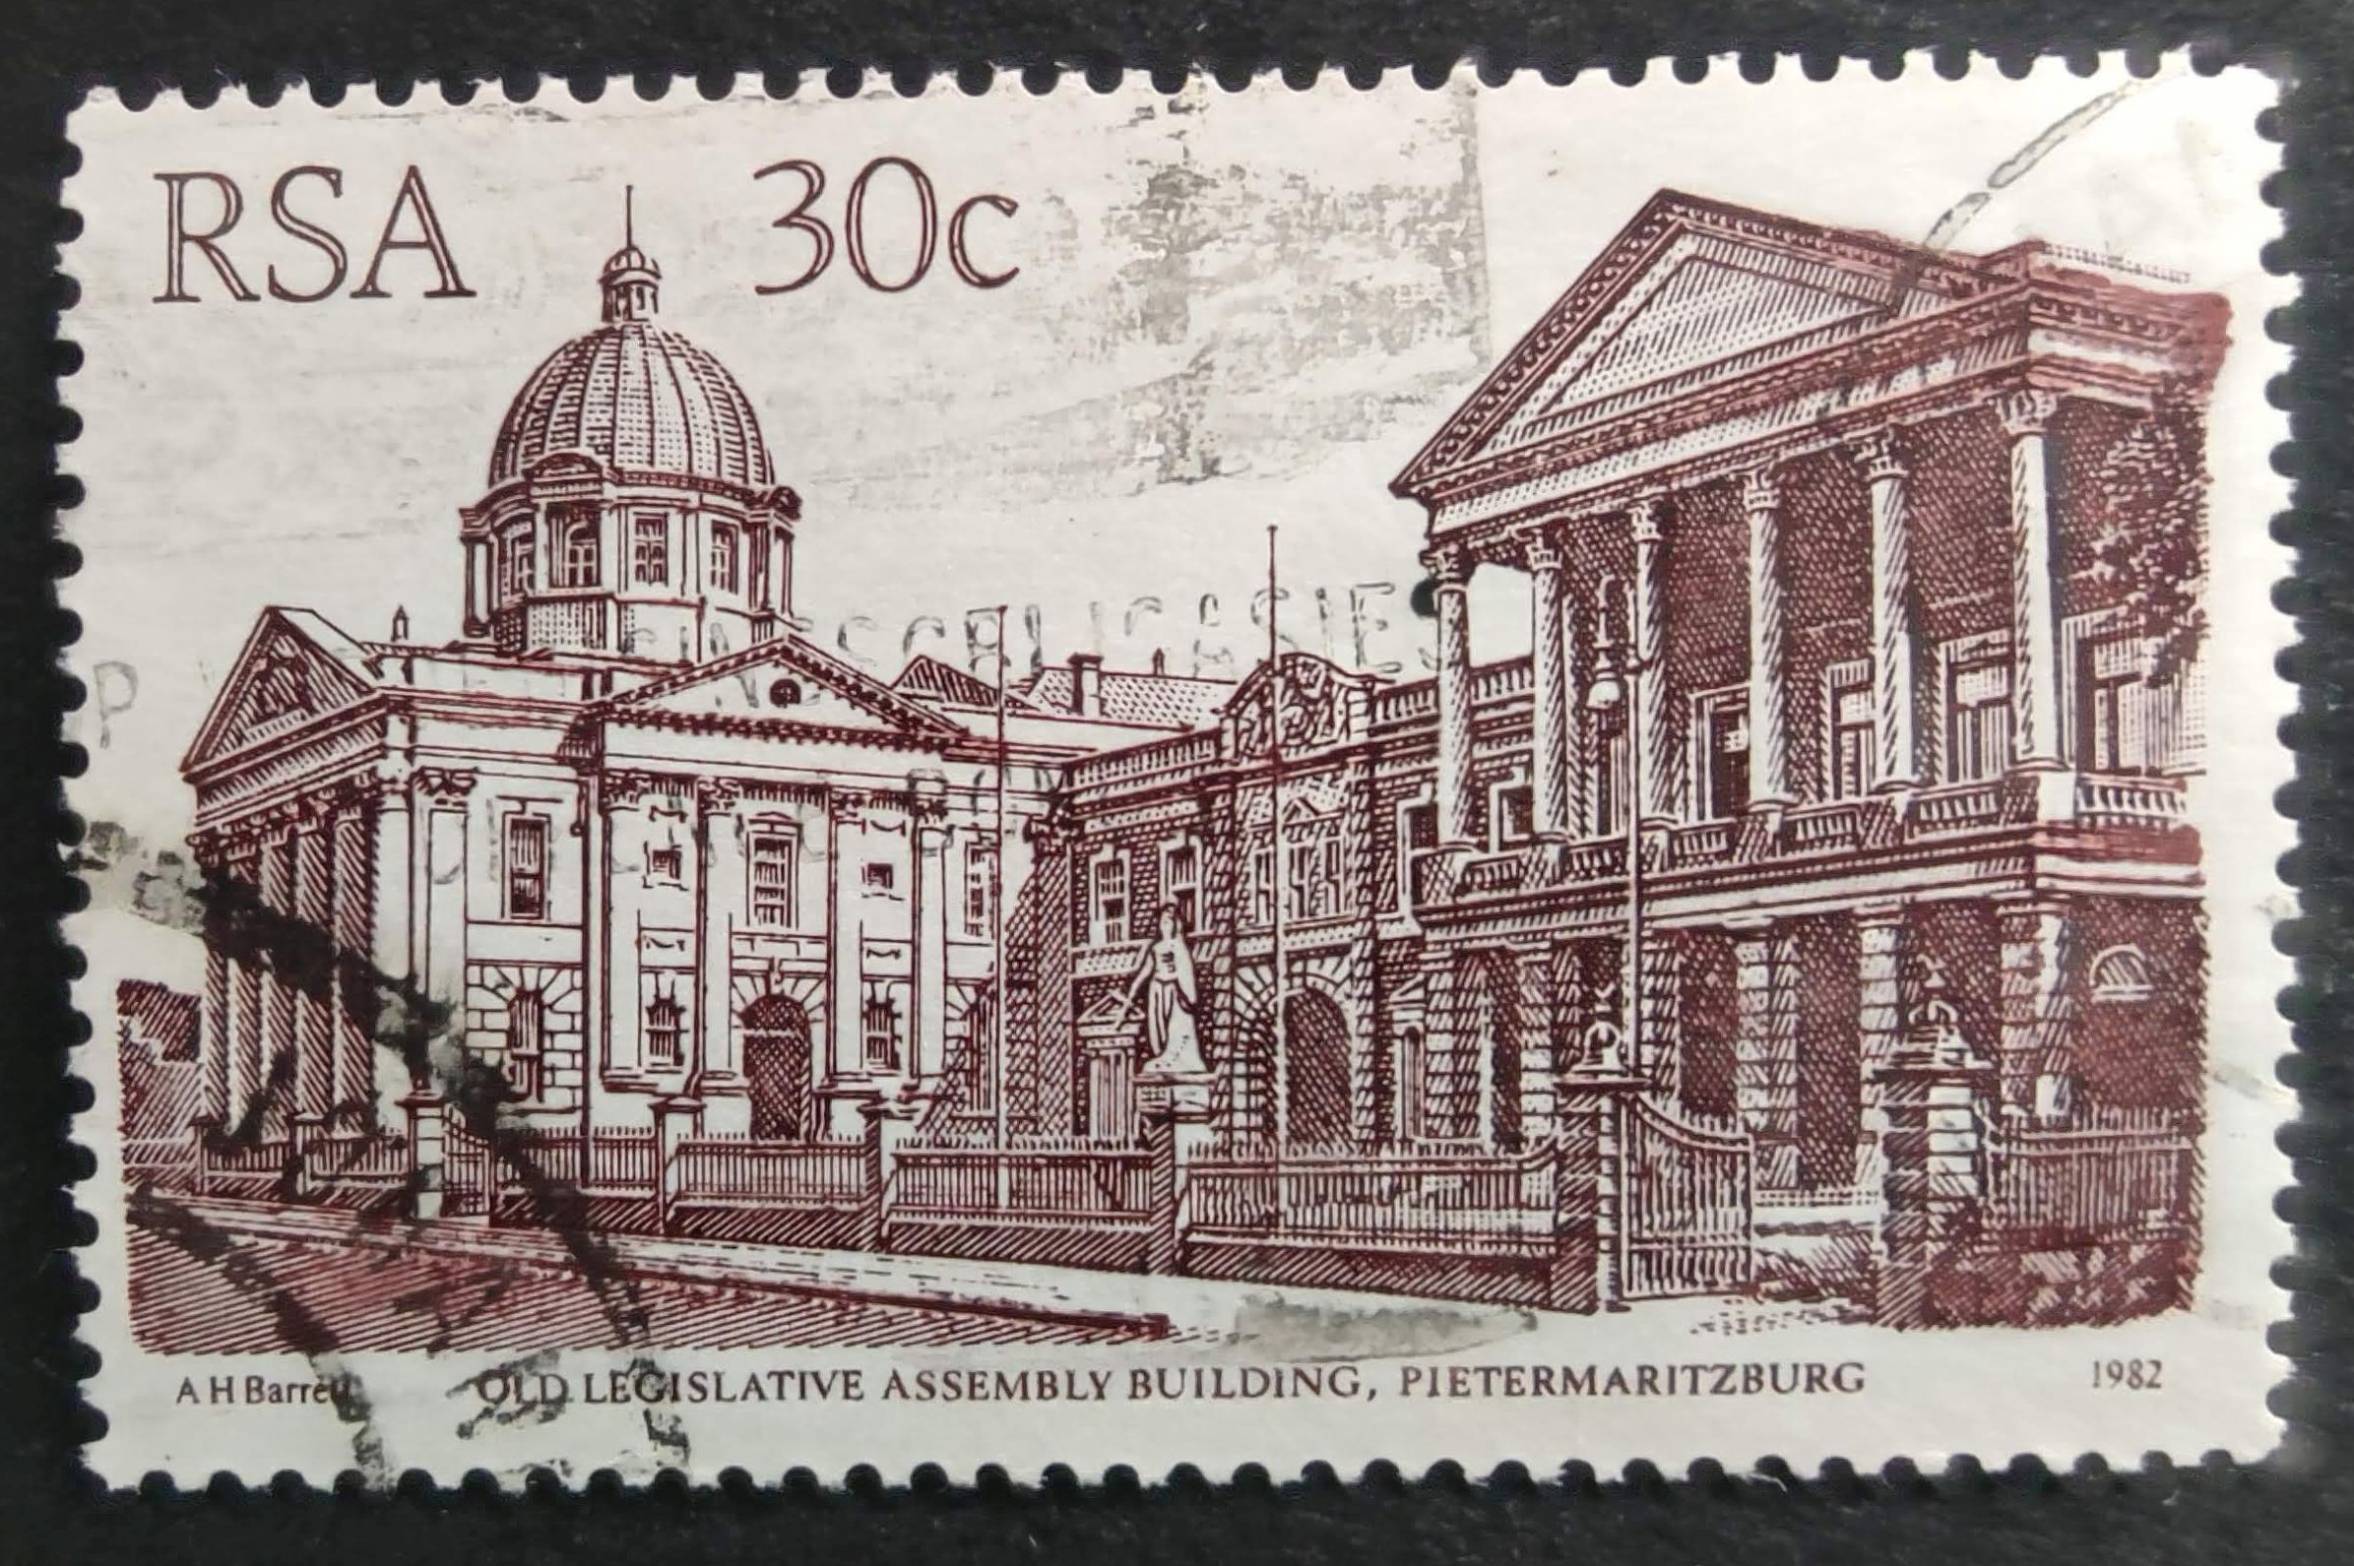 RSA 30c
A H Barrett OLD LEGISLATIVE ASSEMBLY BUILDING, PIETERMARITZBURG 1982